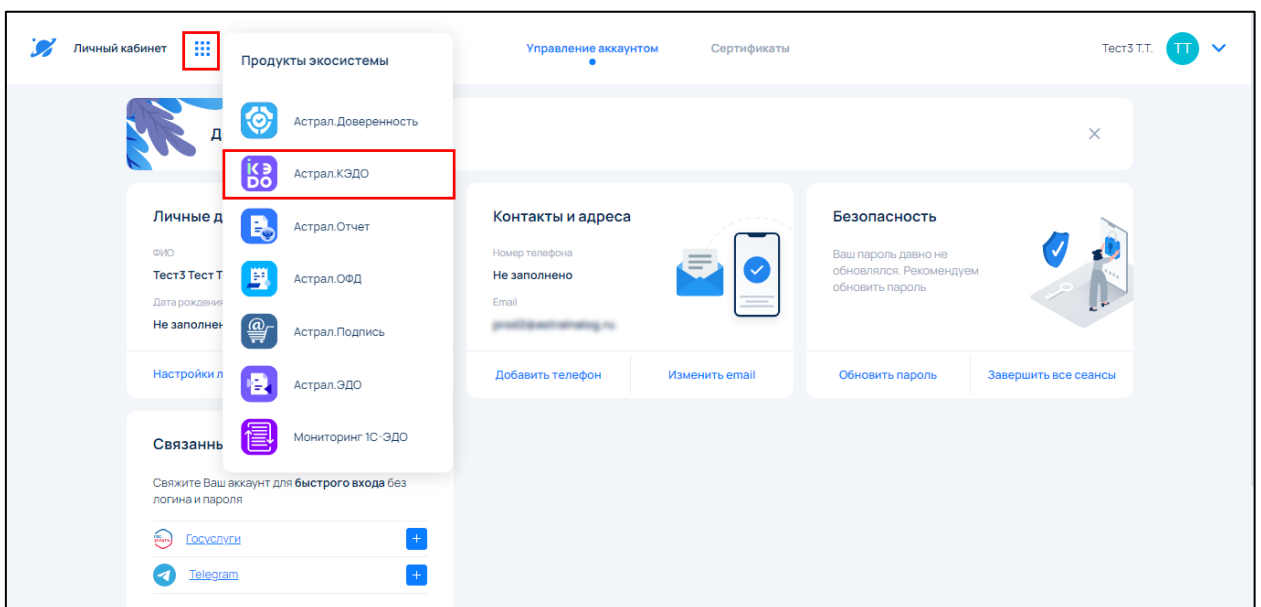 Личный кабинет
Управление аккаунтом
Сертификаты
Тест3 Т.Т.
ТТ
Продукты экосистемы
Астрал.Доверенность
Астрал.КЭДО
Астрал.Отчет
Астрал.ОФД
Астрал.Подпись
Астрал.ЭДО
Мониторинг 1С-ЭДО
Личные д
ФИО
Тест3 Тест Т
Дата рождения
Не заполнен
Настройки л
Контакты и адреса
Номер телефона
Не заполнено
Email
Добавить телефон
Изменить email
Безопасность
Ваш пароль давно не
обновлялся. Рекомендуем
обновить пароль
Обновить пароль
Завершить все сеансы
Связанны
Свяжите Ваш аккаунт для быстрого входа без
логина и пароля
Госуслуги
Telegram